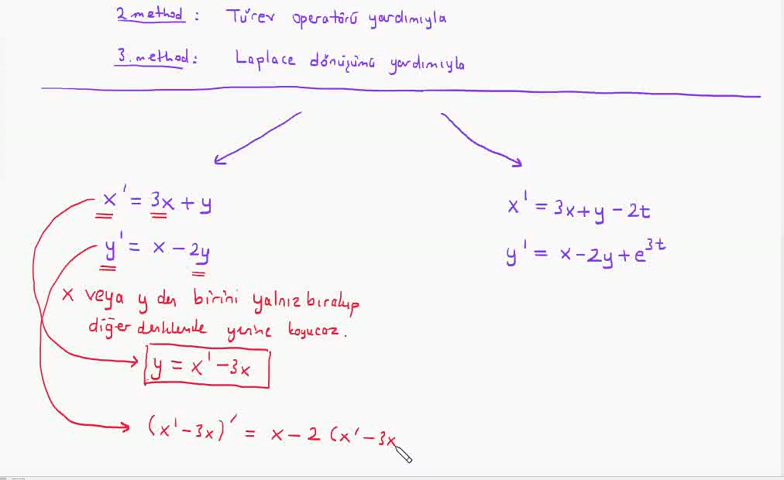 2.method : Türev operatörü yardımıyla
3.method: Laplace dönüşümü yardımıyla
x' = 3x + y
y' = x - 2y
x' = 3x+y - 2t
y' = x-2y + e^3t
x veya y den birini yalnız bırakıp
diğer denklemde yerine koyucaz.
y = x' - 3x
(x' - 3x)' = x - 2 (x' - 3x